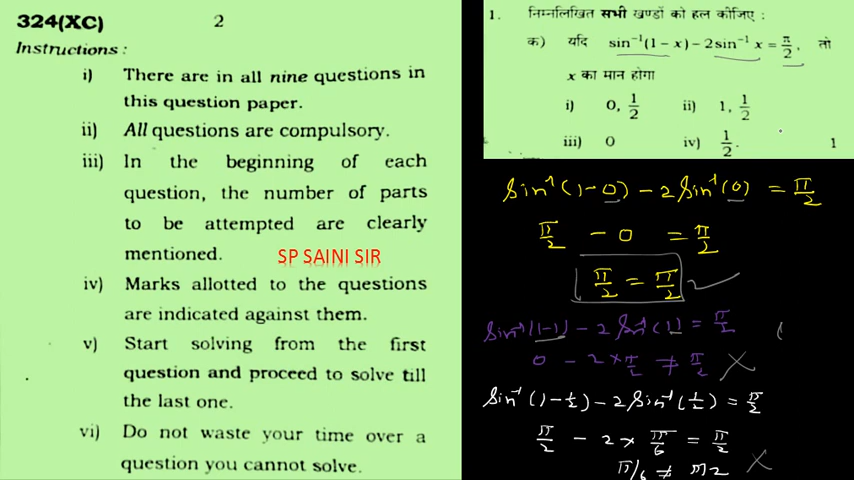 324(XC)
2
Instructions :
i) There are in all nine questions in
this question paper.
ii) All questions are compulsory.
iii) In the beginning of each
question, the number of parts
to be attempted are clearly
mentioned.
SP SAINI SIR
iv) Marks allotted to the questions
are indicated against them.
v) Start solving from the first
question and proceed to solve till
the last one.
vi) Do not waste your time over a
question you cannot solve.
1. निम्नलिखित सभी खण्डों को हल कीजिए :
क) यदि sin⁻¹(1 – x) – 2sin⁻¹ x = π/2, तो
x का मान होगा
i) 0, 1/2 ii) 1, 1/2
iii) 0 iv) 1/2. 1
Sin⁻¹(1-0) - 2Sin⁻¹(0) = π/2
π/2 - 0 = π/2
π/2 = π/2 ✓
Sin⁻¹(1-1) - 2Sin⁻¹(1) = π/2
0 - 2×π/2 ≠ π/2 ×
Sin⁻¹(1-1/2) - 2Sin⁻¹(1/2) = π/2
π/2 - 2×π/6 = π/2
π/6 ≠ π2 ×